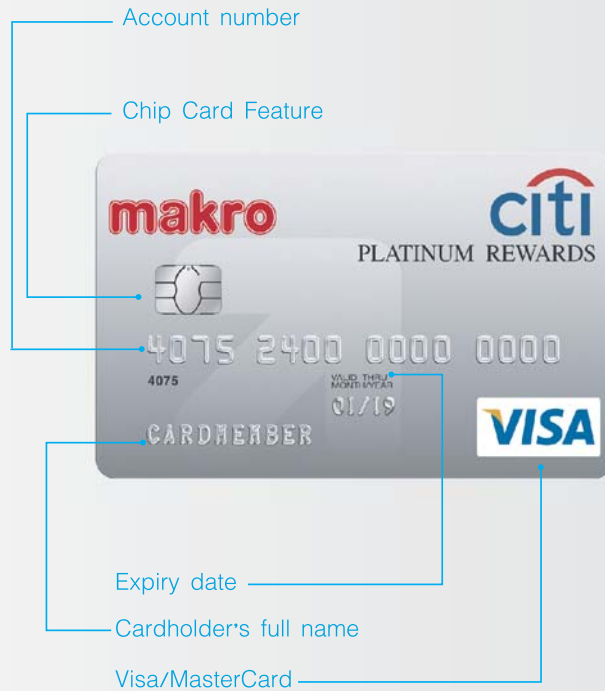 Account number
Chip Card Feature
makro
citi
PLATINUM REWARDS
4075 2400 0000 0000
4075
VALID THRU
MONTH/YEAR
01/19
CARDMEMBER
VISA
Expiry date
Cardholder's full name
Visa/MasterCard